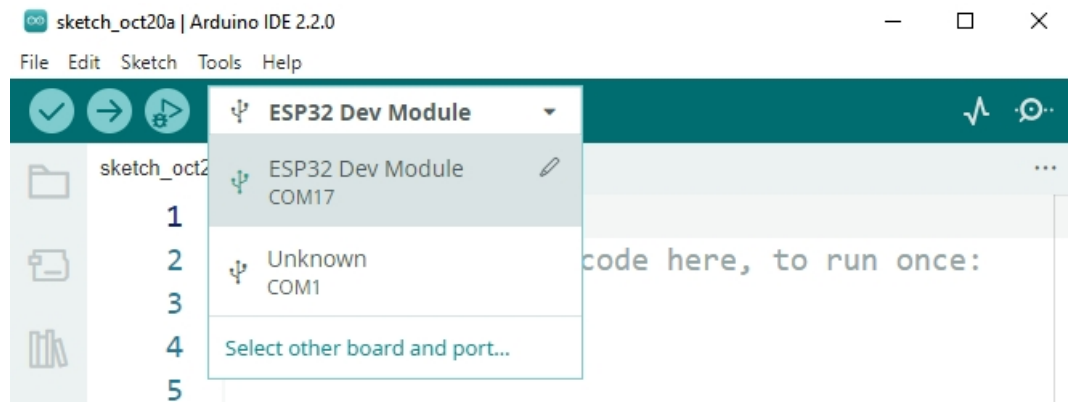 sketch_oct20a | Arduino IDE 2.2.0
File Edit Sketch Tools Help
ESP32 Dev Module
sketch_oct2
ESP32 Dev Module
COM17
1
2 code here, to run once:
Unknown
COM1
3
4
Select other board and port...
5